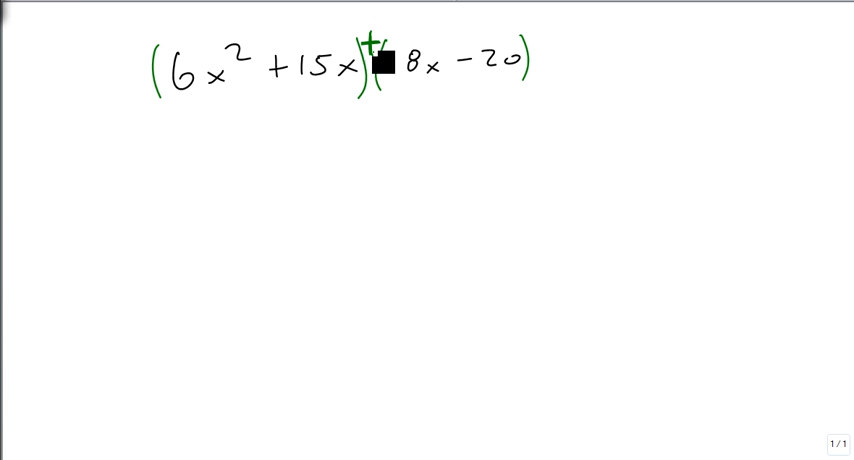 (6x² + 15x) + ( 8x - 20)
1 / 1